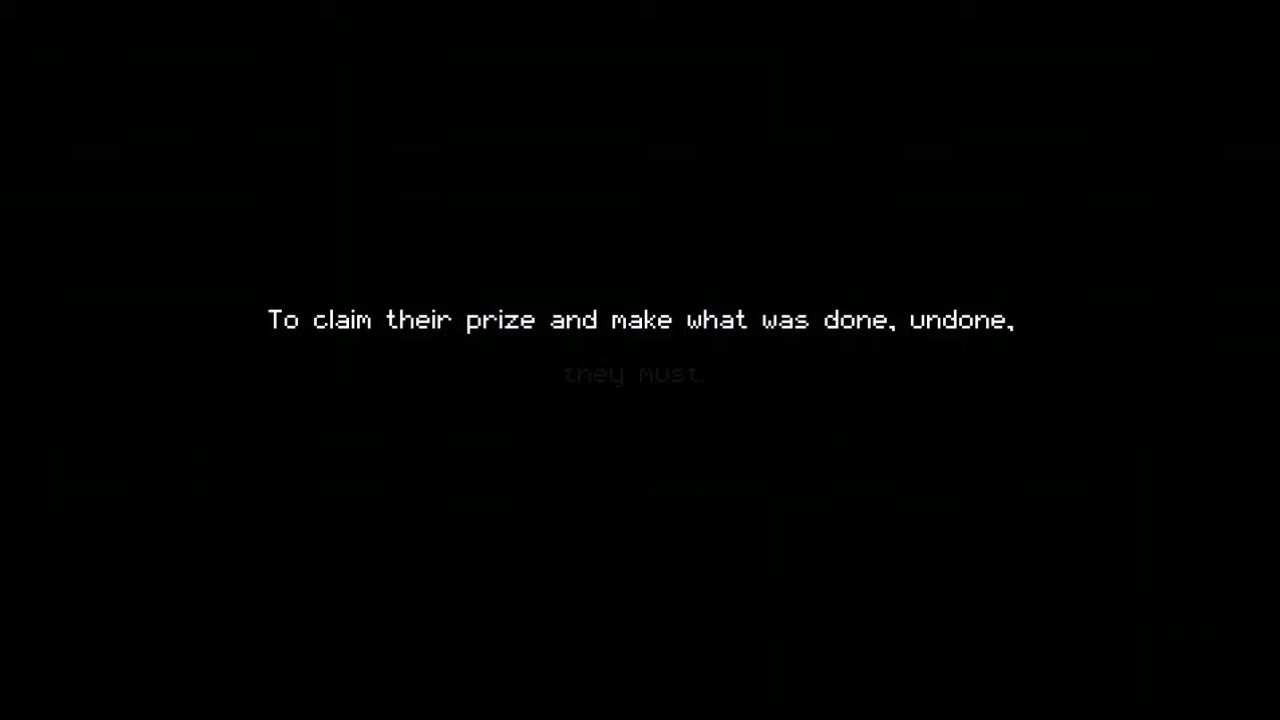 To claim their prize and make what was done, undone,
they must.